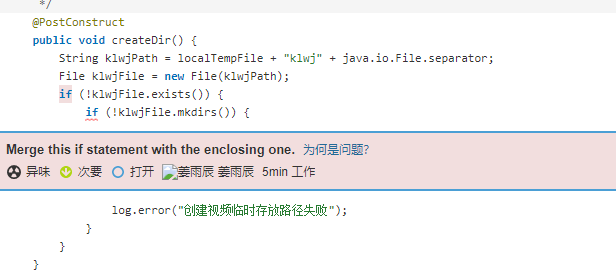 */
@PostConstruct
public void createDir() {
String klwjPath = localTempFile + "klwj" + java.io.File.separator;
File klwjFile = new File(klwjPath);
if (!klwjFile.exists()) {
if (!klwjFile.mkdirs()) {
Merge this if statement with the enclosing one. 为何是问题?
异味 次要 打开 姜雨辰 姜雨辰 5min 工作
log.error("创建视频临时存放路径失败");
}
}
}